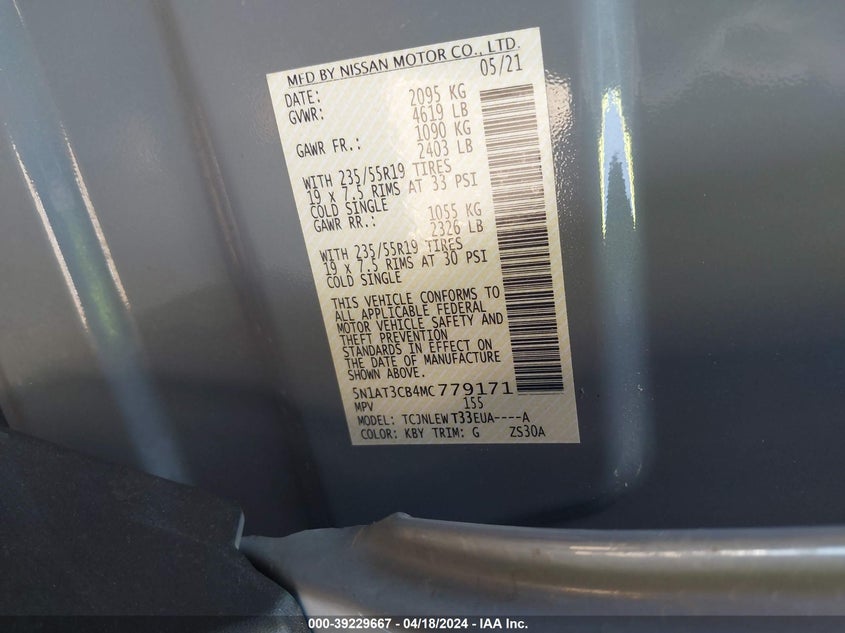 MFD BY NISSAN MOTOR CO., LTD.
DATE: 05/21
GVWR: 2095 KG
4619 LB
GAWR FR.: 1090 KG
2403 LB
WITH 235/55R19 TIRES
19 x 7.5 RIMS AT 33 PSI
COLD SINGLE
GAWR RR.: 1055 KG
2326 LB
WITH 235/55R19 TIRES
19 x 7.5 RIMS AT 30 PSI
COLD SINGLE
THIS VEHICLE CONFORMS TO
ALL APPLICABLE FEDERAL
MOTOR VEHICLE SAFETY AND
THEFT PREVENTION
STANDARDS IN EFFECT ON
THE DATE OF MANUFACTURE
SHOWN ABOVE.
5N1AT3CB4MC779171
MPV 155
MODEL: TCJNLEWT33EUA----A
COLOR: KBY TRIM: G ZS30A
000-39229667 - 04/18/2024 - IAA Inc.